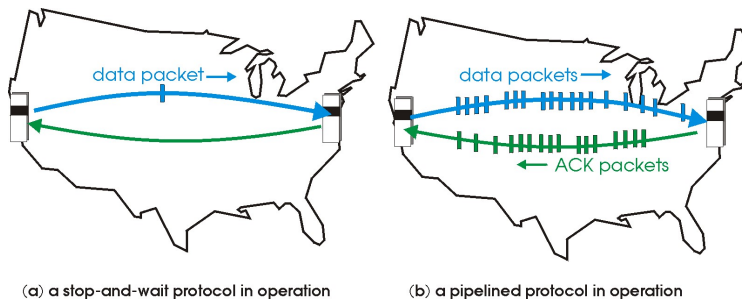 data packet
data packets
ACK packets
(a) a stop-and-wait protocol in operation
(b) a pipelined protocol in operation